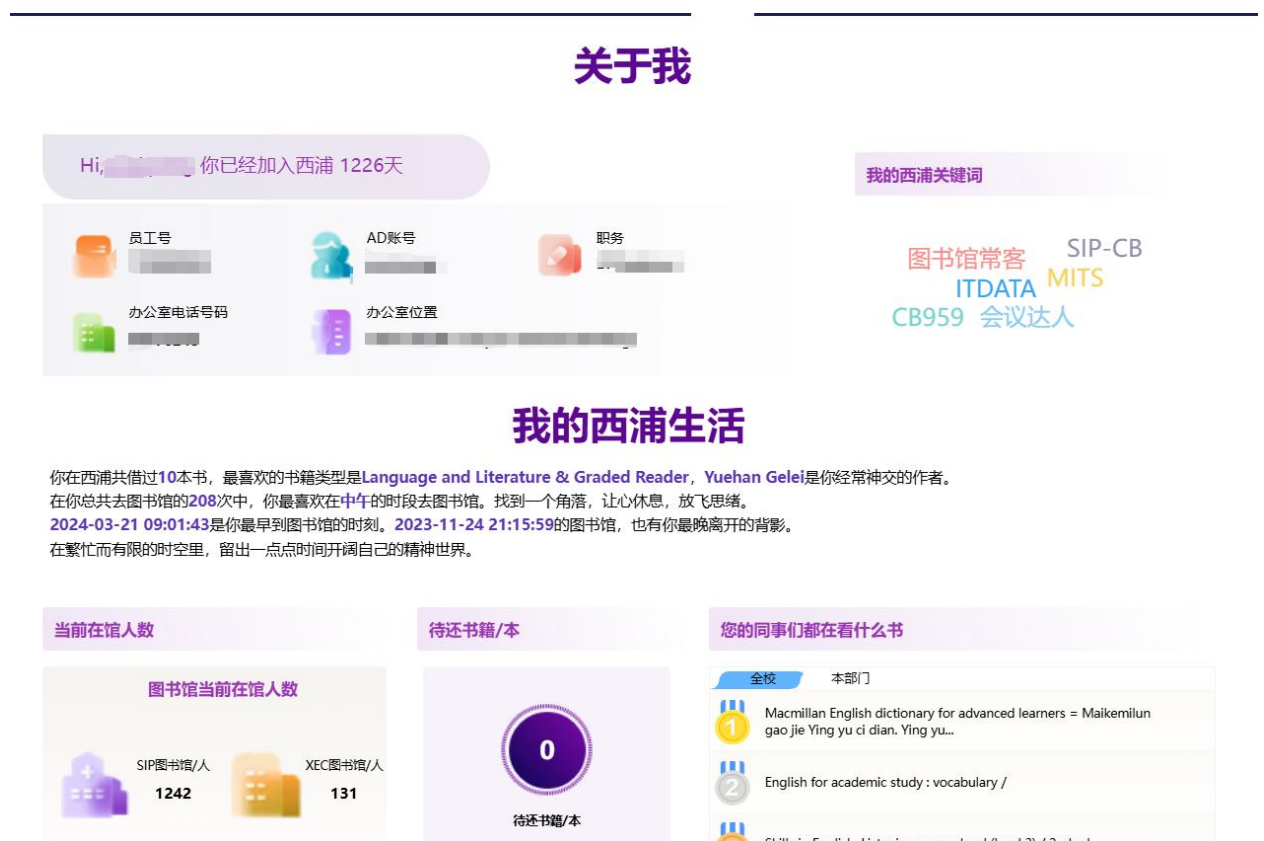 关于我
Hi, 你已经加入西浦 1226天
员工号
AD账号
职务
办公室电话号码
办公室位置
我的西浦关键词
图书馆常客
SIP-CB
ITDATA
MITS
CB959
会议达人
我的西浦生活
你在西浦共借过10本书，最喜欢的书籍类型是Language and Literature & Graded Reader，Yuehan Gelei是你经常神交的作者。
在你总共去图书馆的208次中，你最喜欢在中午的时段去图书馆。找到一个角落，让心休息，放飞思绪。
2024-03-21 09:01:43是你最早到图书馆的时刻。2023-11-24 21:15:59的图书馆，也有你最晚离开的背影。
在繁忙而有限的时空里，留出一点点时间开阔自己的精神世界。
当前在馆人数
图书馆当前在馆人数
SIP图书馆/人
1242
XEC图书馆/人
131
待还书籍/本
0
待还书籍/本
您的同事们都在看什么书
全校
本部门
1
Macmillan English dictionary for advanced learners = Maikemilun
gao jie Ying yu ci dian. Ying yu...
2
English for academic study : vocabulary /